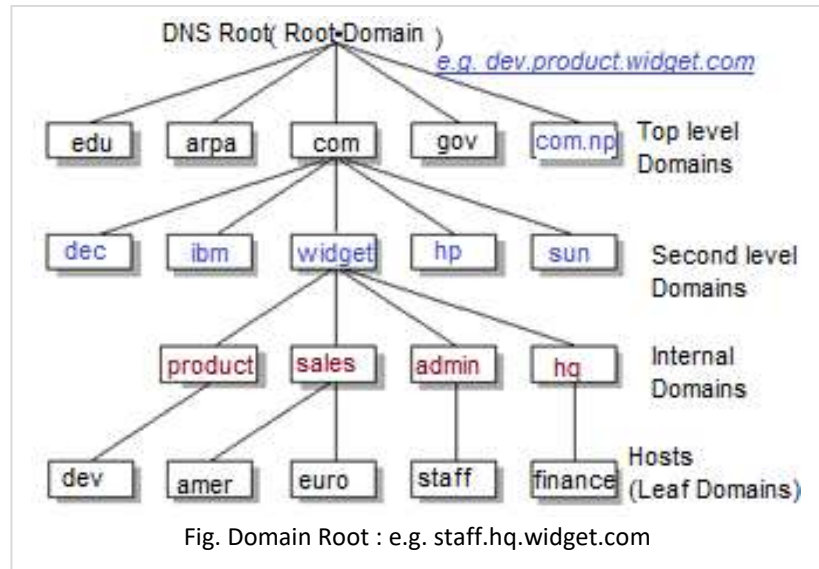 DNS Root( Root Domain )
e.g. dev.product.widget.com
edu arpa com gov com.np Top level
Domains
dec ibm widget hp sun Second level
Domains
product sales admin hq Internal
Domains
dev amer euro staff finance Hosts
(Leaf Domains)
Fig. Domain Root : e.g. staff.hq.widget.com